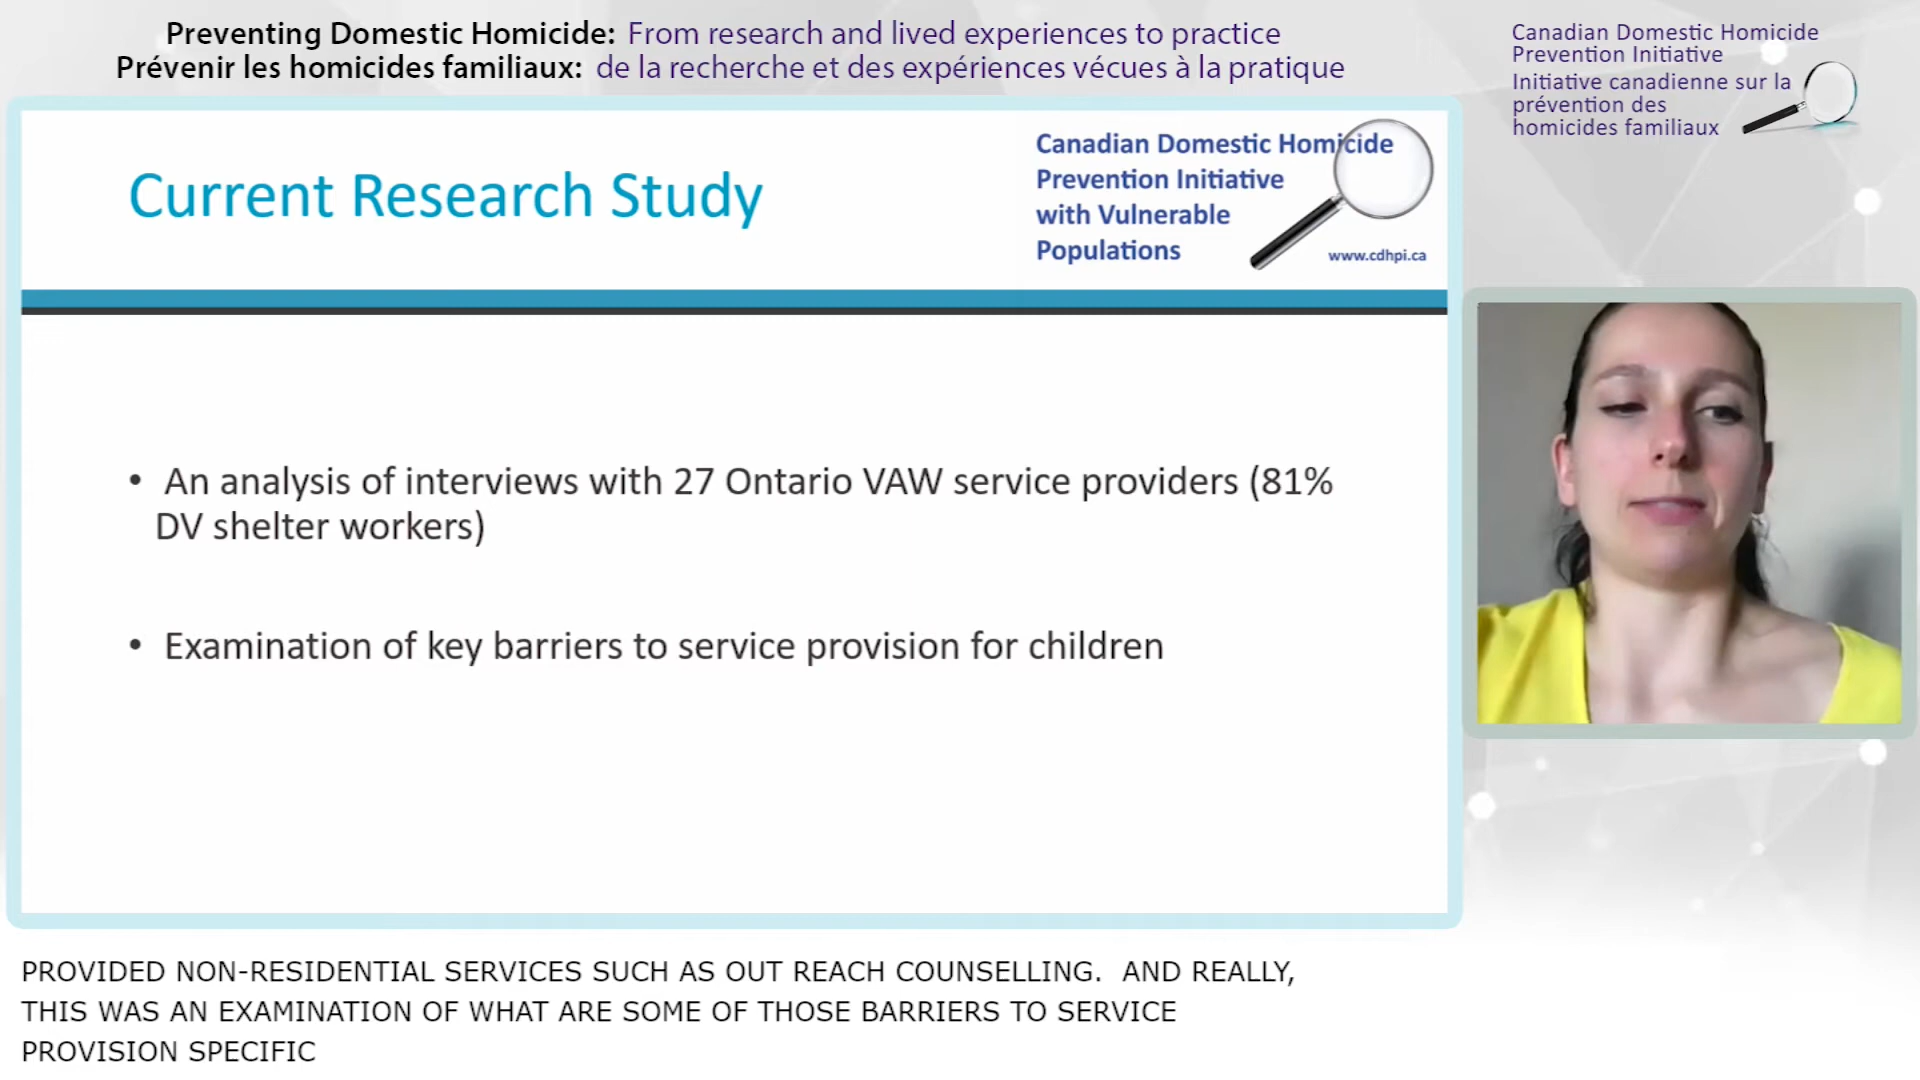 Preventing Domestic Homicide: From research and lived experiences to practice
Prévenir les homicides familiaux: de la recherche et des expériences vécues à la pratique
Canadian Domestic Homicide
Prevention Initiative
Initiative canadienne sur la
prévention des
homicides familiaux
Current Research Study
Canadian Domestic Homicide
Prevention Initiative
with Vulnerable
Populations
www.cdhpi.ca
• An analysis of interviews with 27 Ontario VAW service providers (81%
DV shelter workers)
• Examination of key barriers to service provision for children
PROVIDED NON-RESIDENTIAL SERVICES SUCH AS OUT REACH COUNSELLING.  AND REALLY,
THIS WAS AN EXAMINATION OF WHAT ARE SOME OF THOSE BARRIERS TO SERVICE
PROVISION SPECIFIC